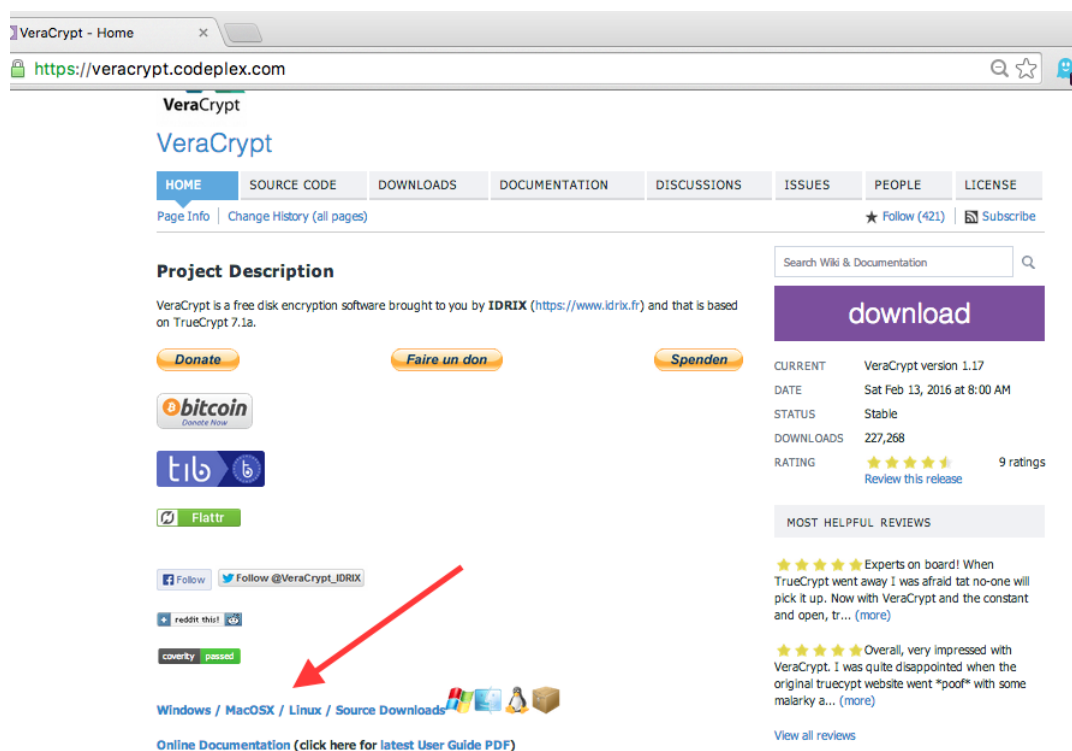 VeraCrypt - Home
https://veracrypt.codeplex.com
VeraCrypt
VeraCrypt
HOME SOURCE CODE DOWNLOADS DOCUMENTATION DISCUSSIONS ISSUES PEOPLE LICENSE
Page Info Change History (all pages) Follow (421) Subscribe
Project Description
VeraCrypt is a free disk encryption software brought to you by IDRIX (https://www.idrix.fr) and that is based
on TrueCrypt 7.1a.
Donate Faire un don Spenden
bitcoin
Donate Now
tib
Flattr
Follow Follow @VeraCrypt_IDRIX
reddit this!
coverity passed
Windows / MacOSX / Linux / Source Downloads
Online Documentation (click here for latest User Guide PDF)
Search Wiki & Documentation
download
CURRENT VeraCrypt version 1.17
DATE Sat Feb 13, 2016 at 8:00 AM
STATUS Stable
DOWNLOADS 227,268
RATING 9 ratings
Review this release
MOST HELPFUL REVIEWS
Experts on board! When
TrueCrypt went away I was afraid tat no-one will
pick it up. Now with VeraCrypt and the constant
and open, tr... (more)
Overall, very impressed with
VeraCrypt. I was quite disappointed when the
original truecypt website went *poof* with some
malarky a... (more)
View all reviews